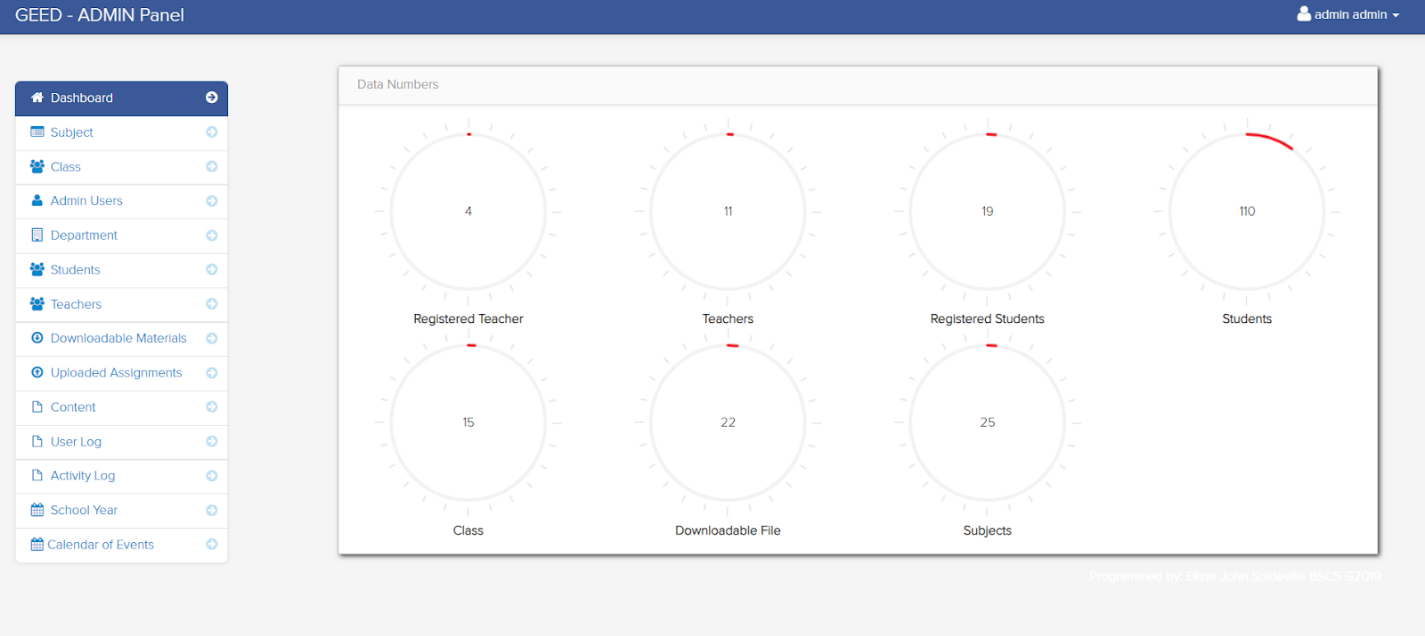 GEED - ADMIN Panel
admin admin
Dashboard
Subject
Class
Admin Users
Department
Students
Teachers
Downloadable Materials
Uploaded Assignments
Content
User Log
Activity Log
School Year
Calendar of Events
Data Numbers
4
11
19
110
Registered Teacher
Teachers
Registered Students
Students
15
22
25
Class
Downloadable File
Subjects
Programmed by: John Soldevilla BSCS G2019